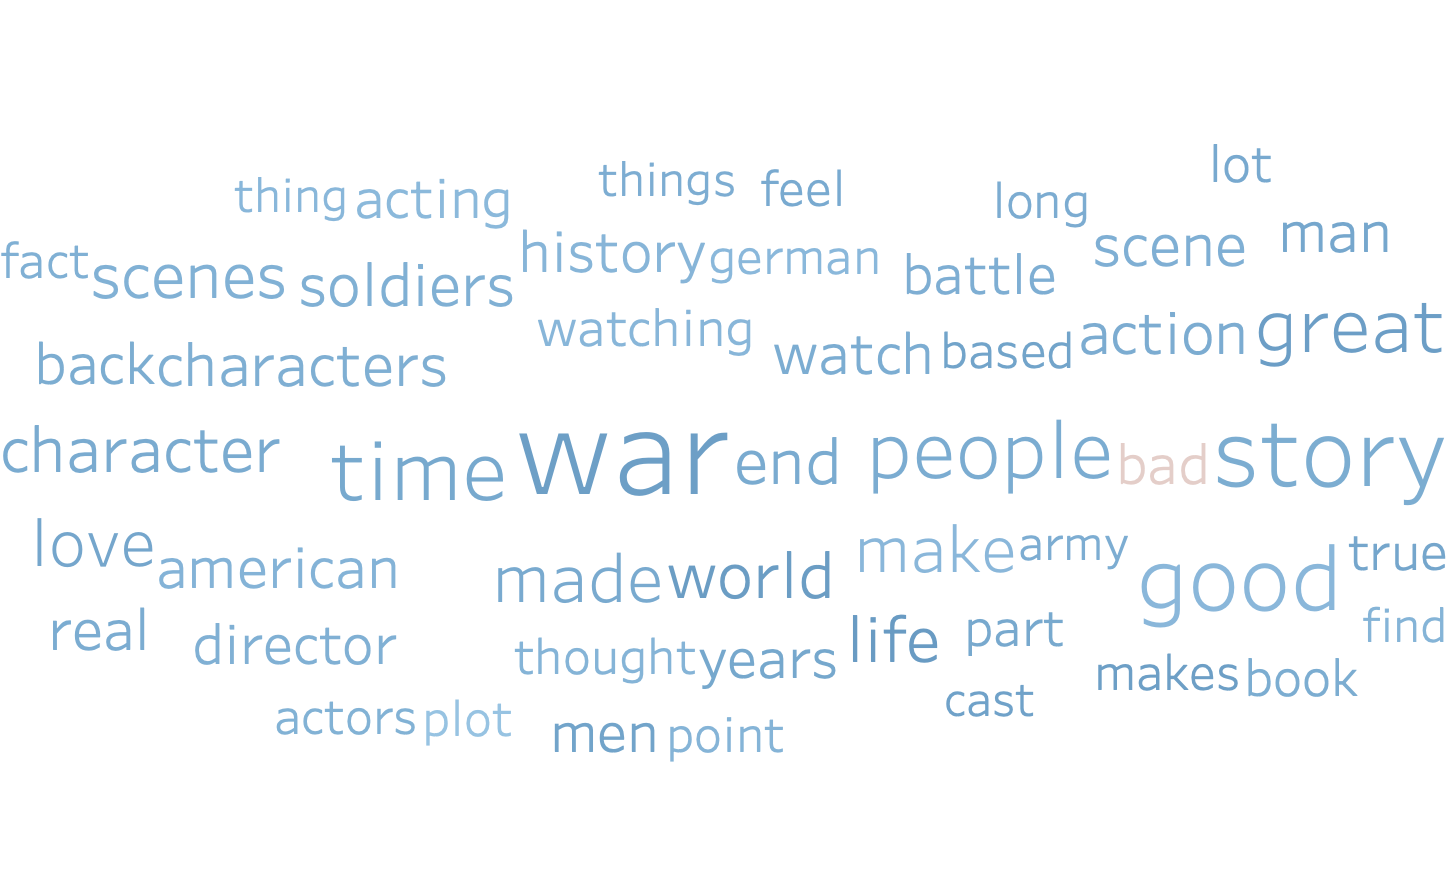 lot
thing acting things feel long
fact scenes soldiers history german battle scene man
watching watch based action great
back characters
character time war end people bad story
love american made world make army good true
real director thought years life part find
makes book
actors plot men point cast